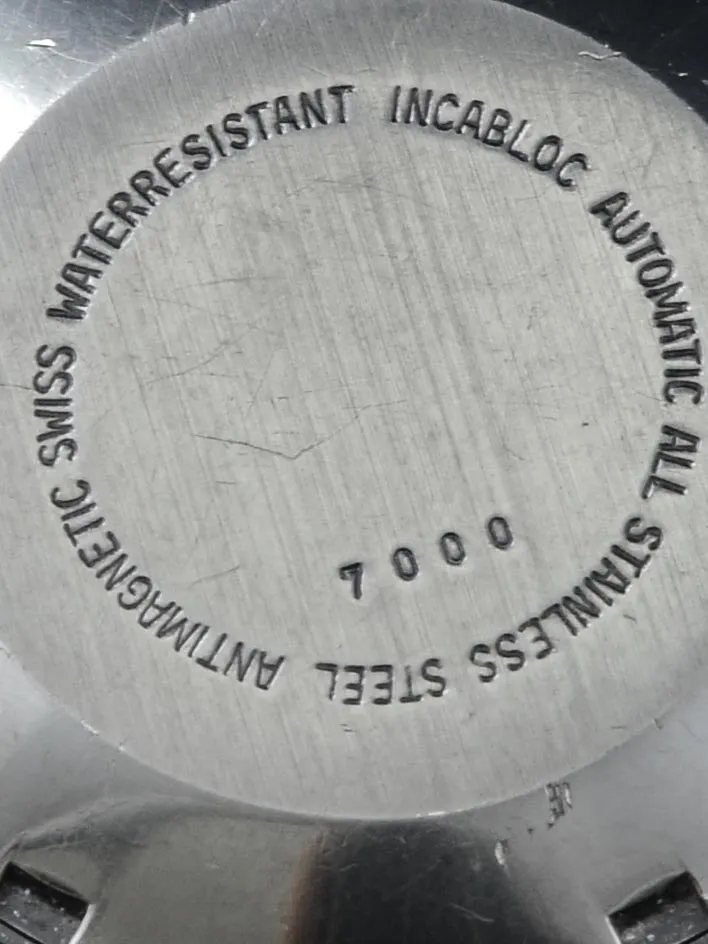 WATERRESISTANT INCABLOC AUTOMATIC ALL STAINLESS STEEL ANTIMAGNETIC SWISS
7000